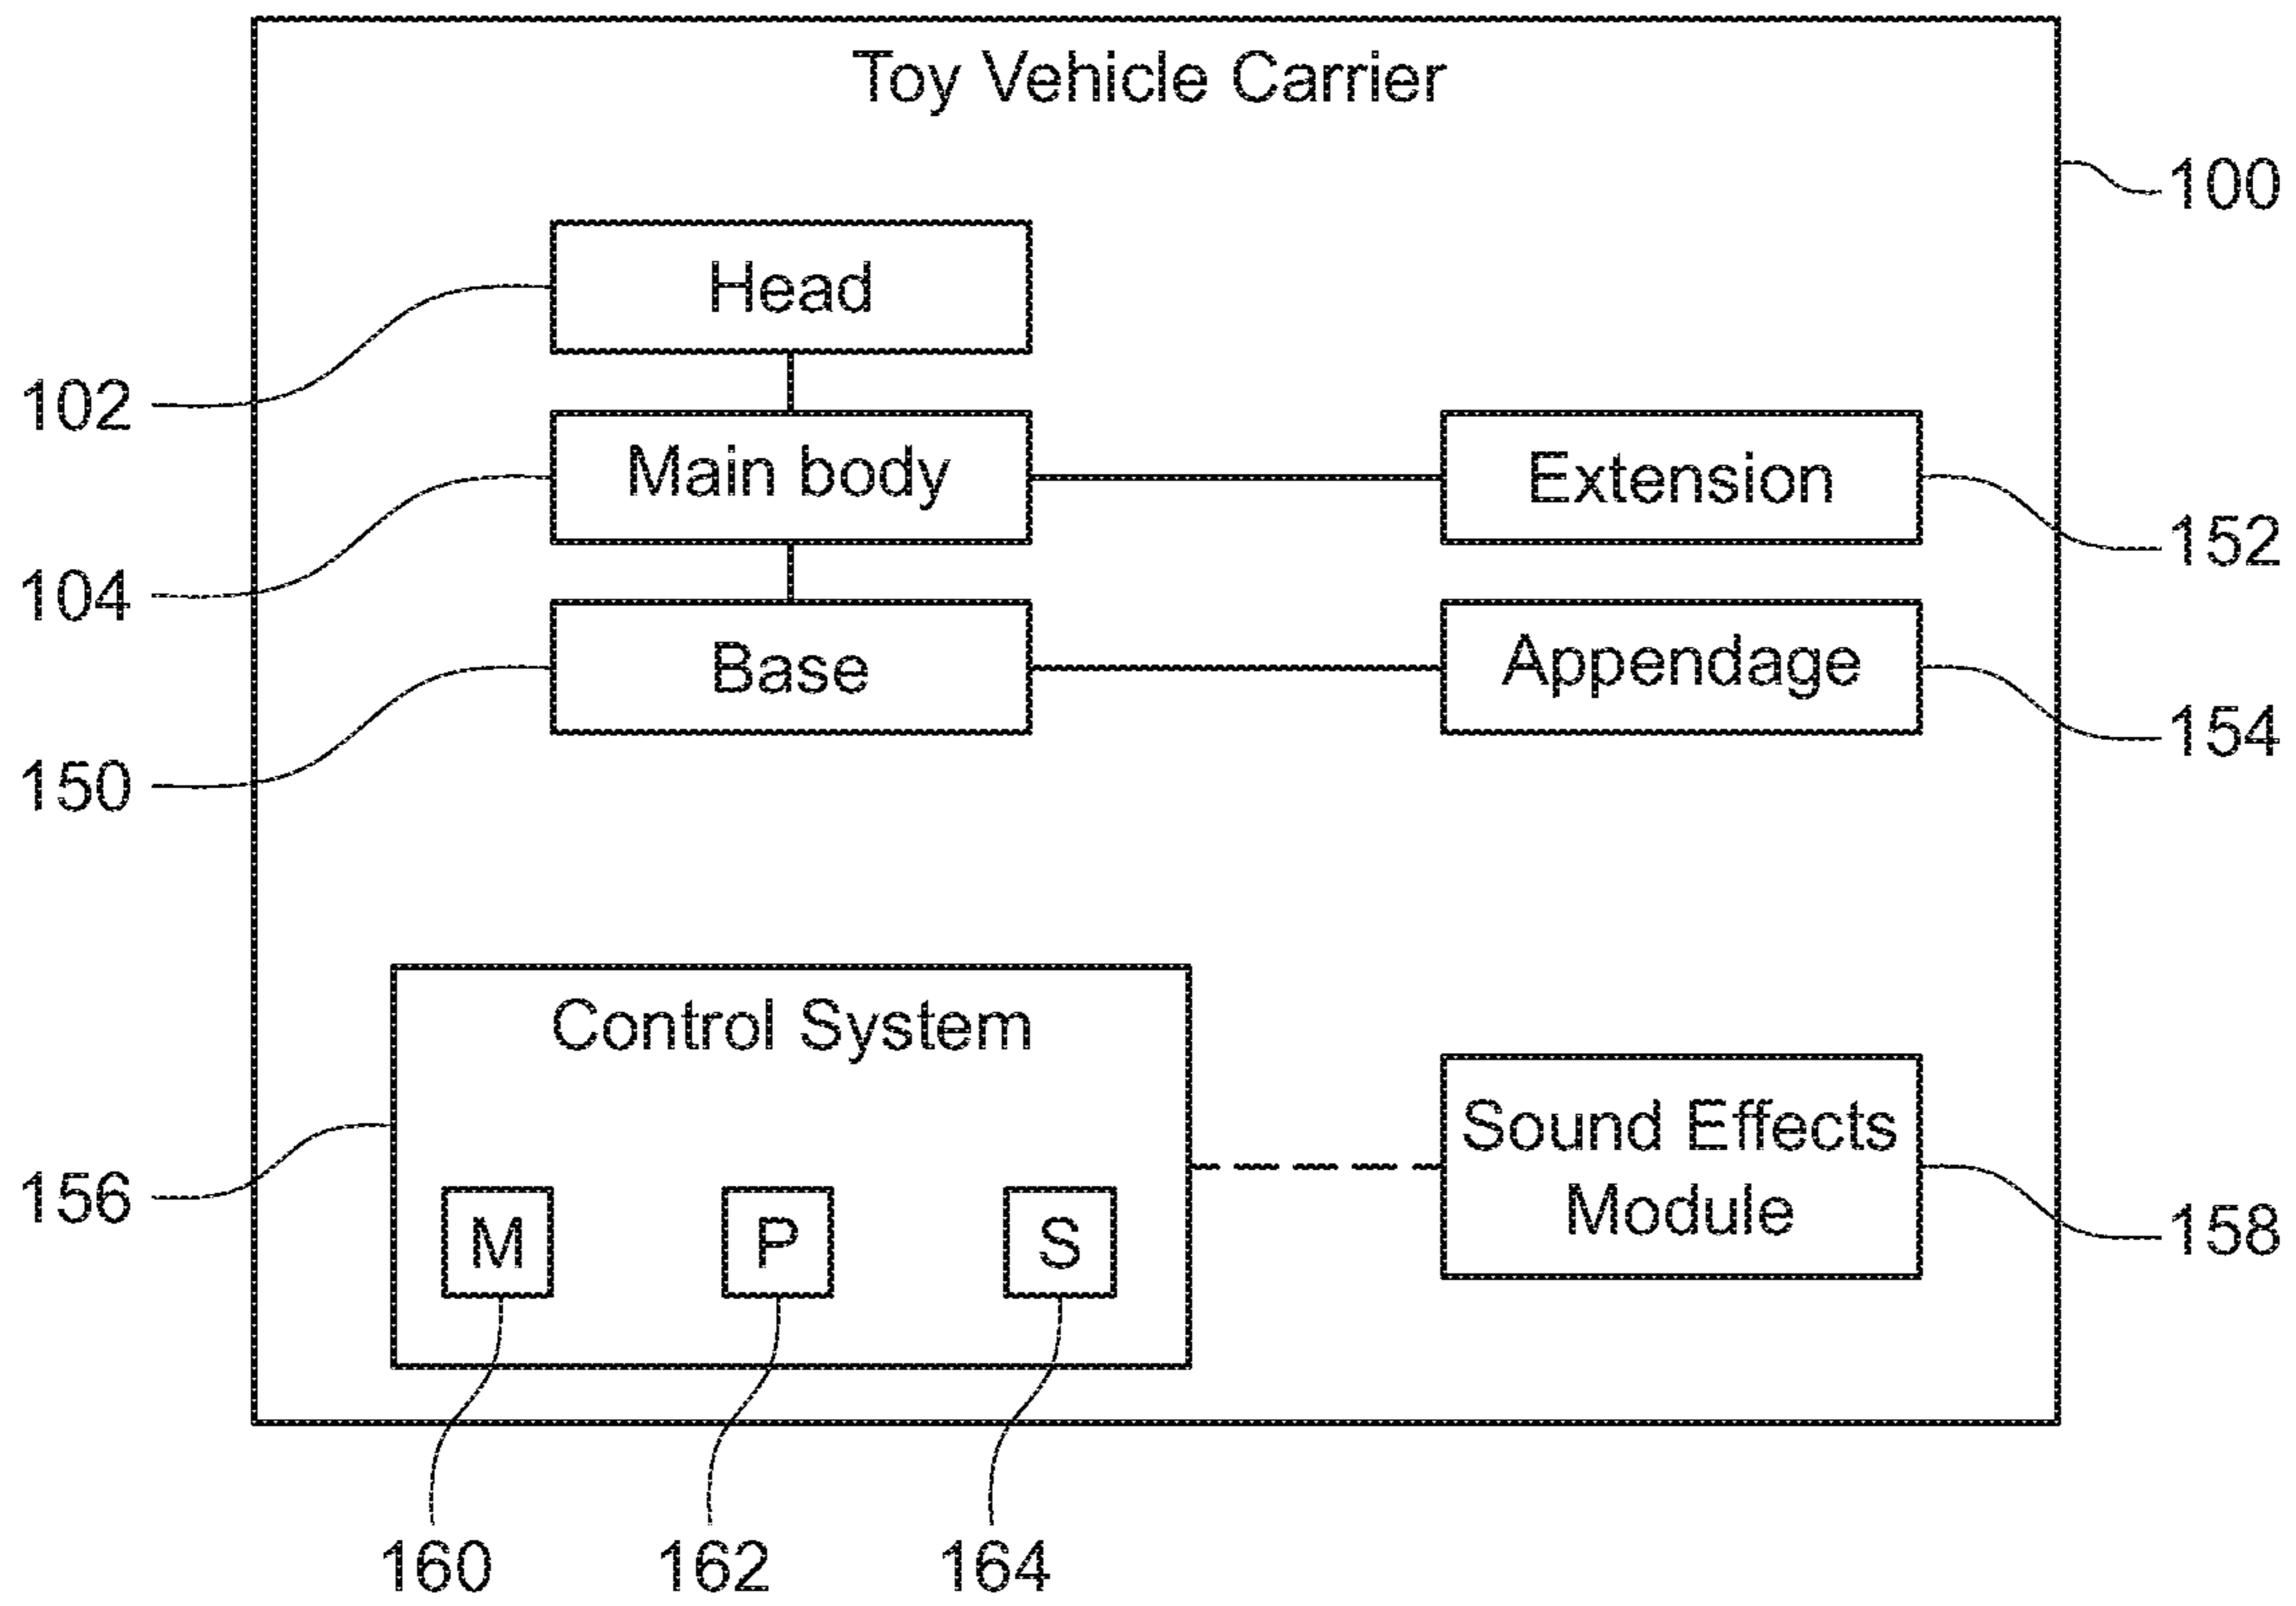 Toy Vehicle Carrier
100
Head
102
Main body
Extension
104
152
Base
Appendage
150
154
Control System
156
M P S
Sound Effects
Module
158
160 162 164